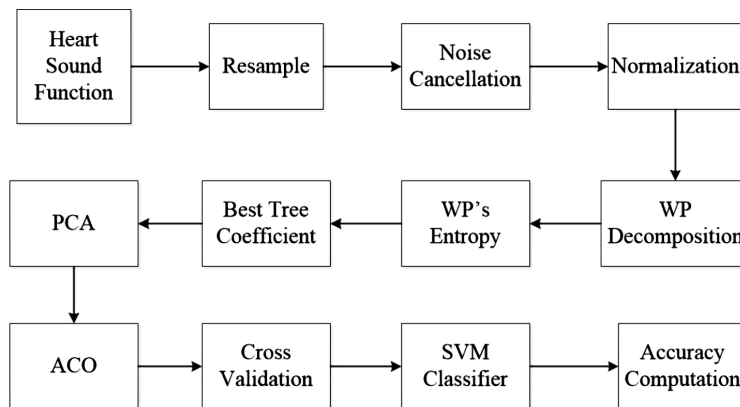 Heart
Sound
Function
Resample
Noise
Cancellation
Normalization
PCA
Best Tree
Coefficient
WP's
Entropy
WP
Decomposition
ACO
Cross
Validation
SVM
Classifier
Accuracy
Computation